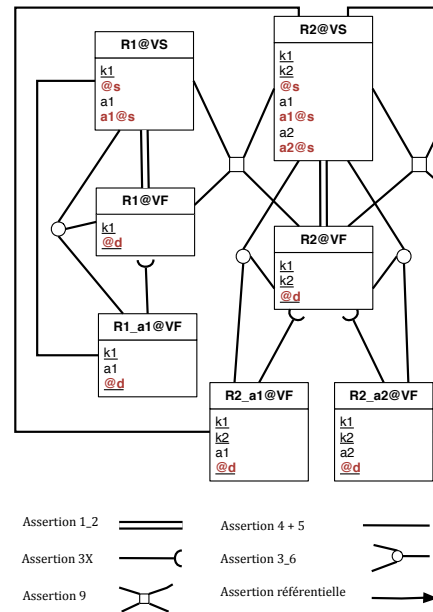 R1@VS
k1
@s
a1
a1@s
R2@VS
k1
k2
@s
a1
a1@s
a2
a2@s
R1@VF
k1
@d
R2@VF
k1
k2
@d
R1_a1@VF
k1
a1
@d
R2_a1@VF
k1
k2
a1
@d
R2_a2@VF
k1
k2
a2
@d
Assertion 1_2
Assertion 4 + 5
Assertion 3X
Assertion 3_6
Assertion 9
Assertion référentielle